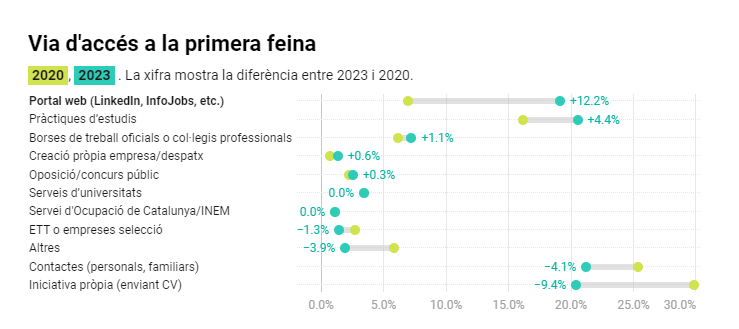 Via d'accés a la primera feina
2020, 2023. La xifra mostra la diferència entre 2023 i 2020.
Portal web (LinkedIn, InfoJobs, etc.) +12.2%
Pràctiques d'estudis +4.4%
Borses de treball oficials o col·legis professionals +1.1%
Creació pròpia empresa/despatx +0.6%
Oposició/concurs públic +0.3%
Serveis d'universitats 0.0%
Servei d'Ocupació de Catalunya/INEM 0.0%
ETT o empreses selecció −1.3%
Altres −3.9%
Contactes (personals, familiars) −4.1%
Iniciativa pròpia (enviant CV) −9.4%
0.0% 5.0% 10.0% 15.0% 20.0% 25.0% 30.0%